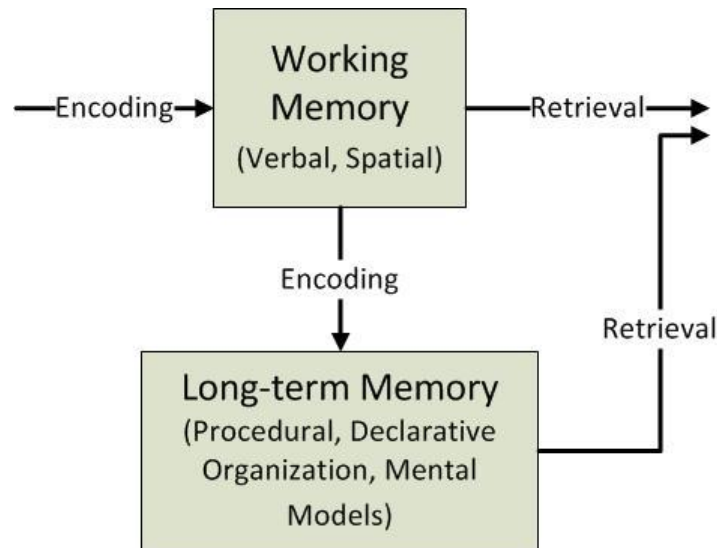 Working
Memory
(Verbal, Spatial)
Encoding
Retrieval
Encoding
Retrieval
Long-term Memory
(Procedural, Declarative
Organization, Mental
Models)